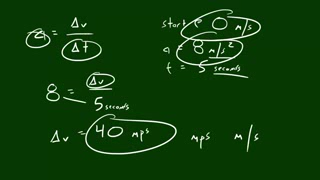 a = Δv / Δt
start @ 0 m/s
a = 8 m/s²
t = 5 seconds
8 = Δv / 5 seconds
Δv = 40 mps
mps m/s